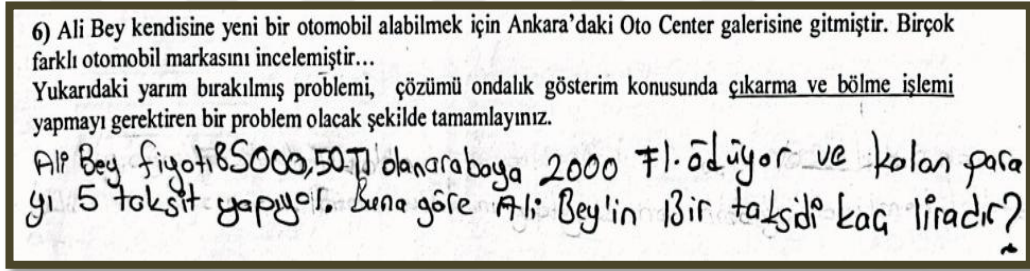 6) Ali Bey kendisine yeni bir otomobil alabilmek için Ankara'daki Oto Center galerisine gitmiştir. Birçok
farklı otomobil markasını incelemiştir…
Yukarıdaki yarım bırakılmış problemi, çözümü ondalık gösterim konusunda çıkarma ve bölme işlemi
yapmayı gerektiren bir problem olacak şekilde tamamlayınız.
Ali Bey fiyatı 85000,50 TL olan arabaya 2000 Tl. ödüyor ve kalan para
yı 5 taksit yapıyor. Buna göre Ali Bey'in Bir taksidi kaç liradır?